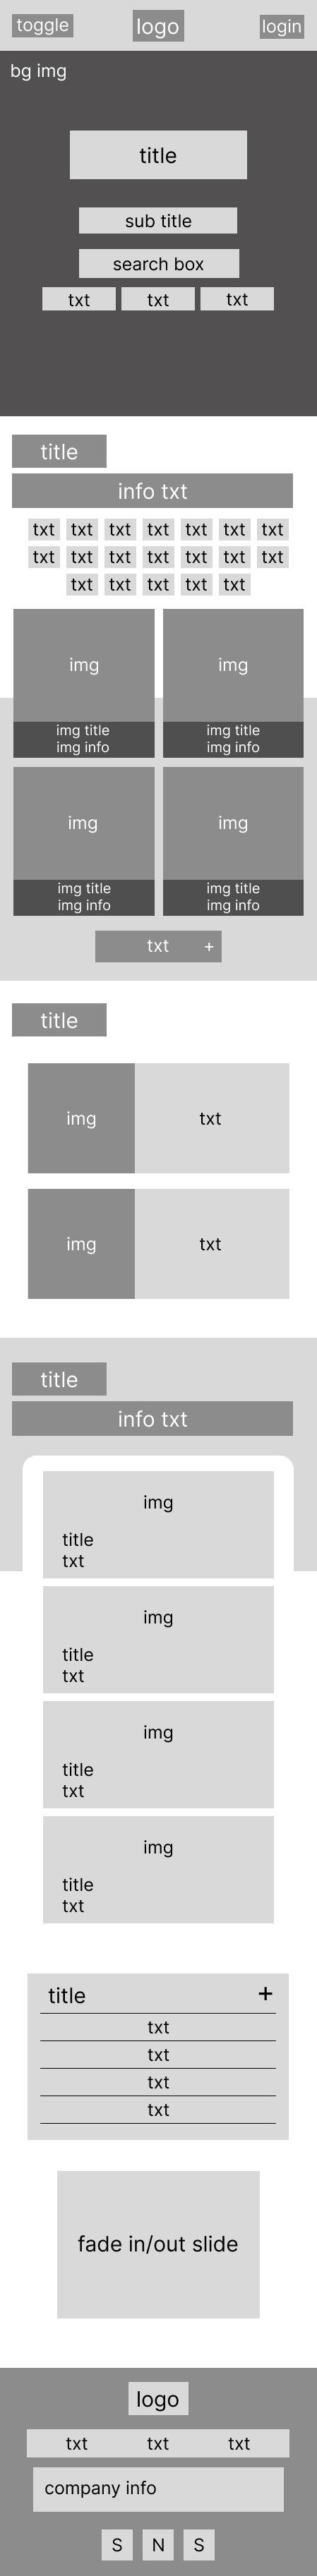 toggle logo login
bg img
title
sub title
search box
txt txt txt
title
info txt
txt txt txt txt txt txt txt
txt txt txt txt txt txt txt
txt txt txt txt txt
img img
img title img title
img info img info
img img
img title img title
img info img info
txt +
title
img txt
img txt
title
info txt
img
title
txt
img
title
txt
img
title
txt
img
title
txt
title +
txt
txt
txt
txt
fade in/out slide
logo
txt txt txt
company info
S N S